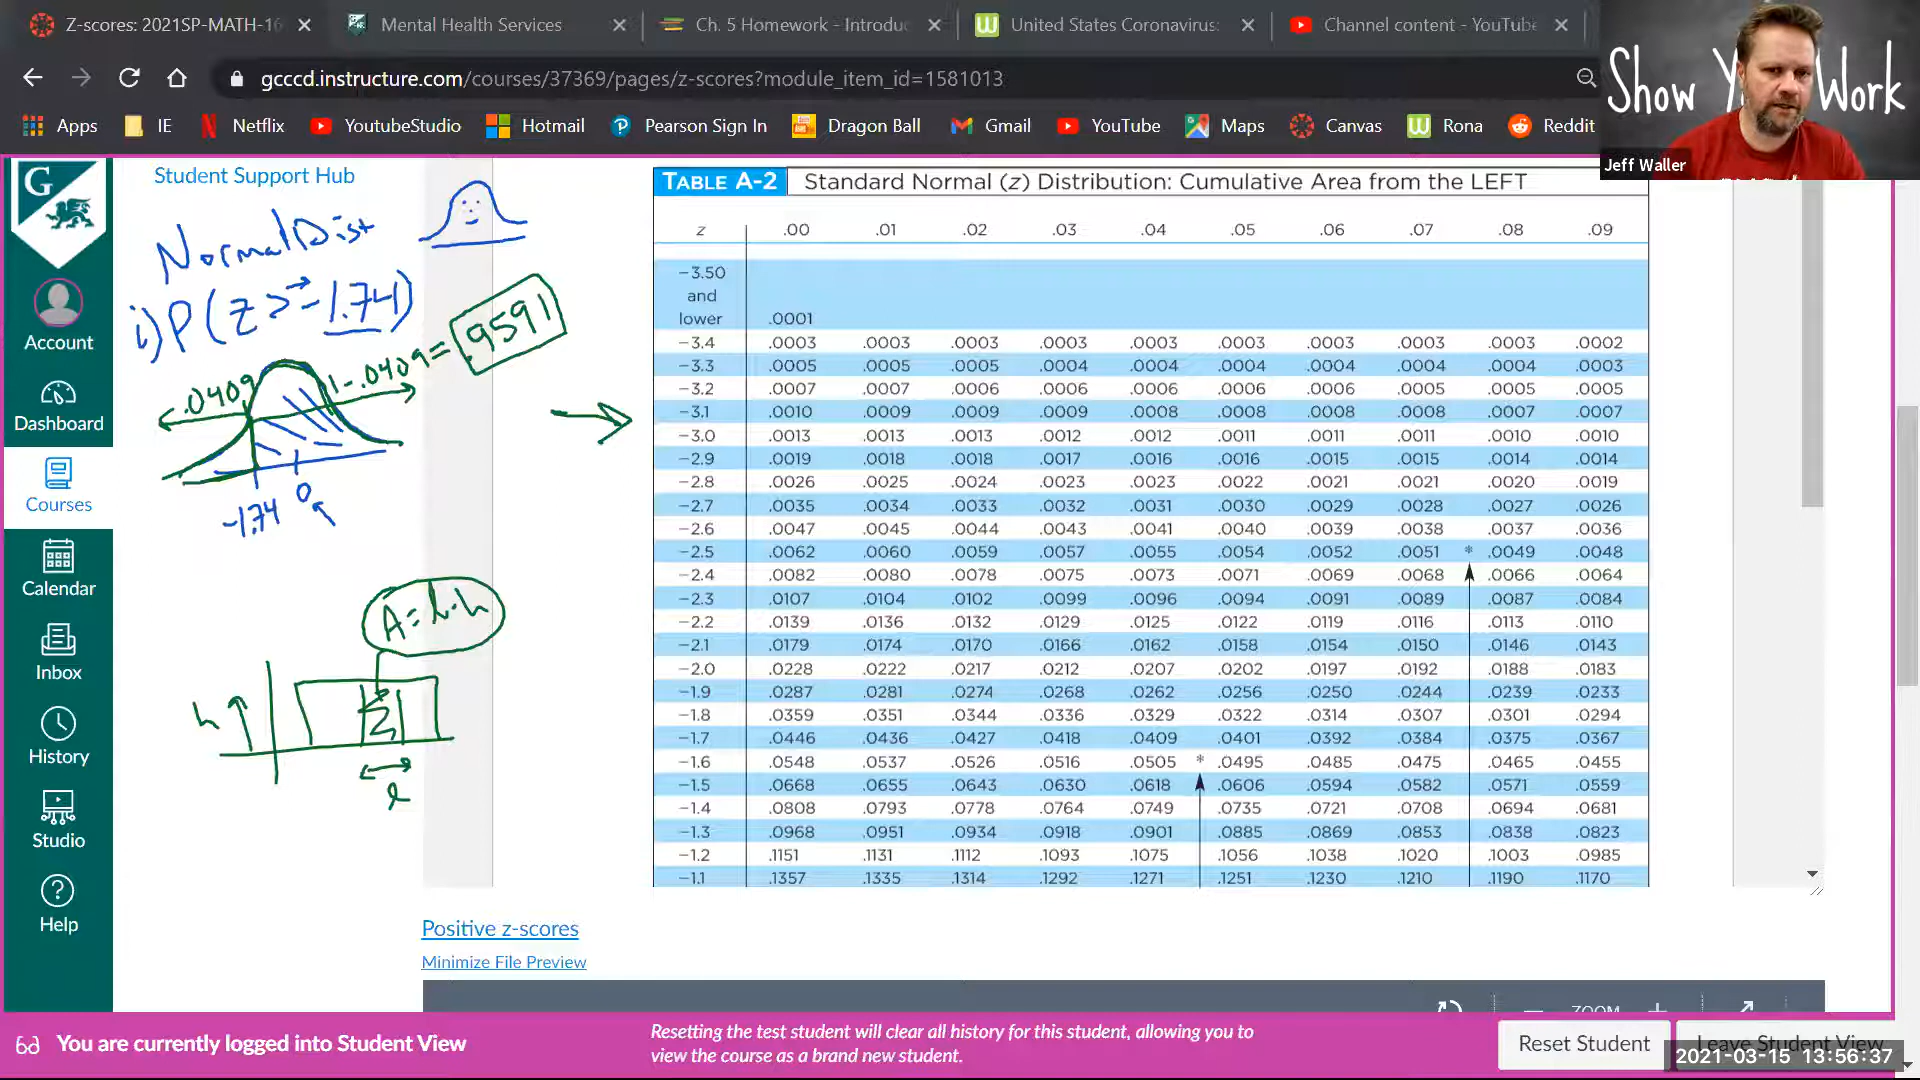 Z-scores: 2021SP-MATH-16
Mental Health Services
Ch. 5 Homework - Introduc
United States Coronavirus:
Channel content - YouTube
gcccd.instructure.com/courses/37369/pages/z-scores?module_item_id=1581013
Apps IE Netflix YoutubeStudio Hotmail Pearson Sign In Dragon Ball Gmail YouTube Maps Canvas Rona Reddit
Show Work
Jeff Waller
G
Account
Dashboard
Courses
Calendar
Inbox
History
Studio
Help
Student Support Hub
Normal Dist
i) P(z > -1.74)
.0409
1 - .0409 = .9591
-1.74 0
A = l·h
h
l
TABLE A-2 Standard Normal (z) Distribution: Cumulative Area from the LEFT
z .00 .01 .02 .03 .04 .05 .06 .07 .08 .09
−3.50
and
lower .0001
−3.4 .0003 .0003 .0003 .0003 .0003 .0003 .0003 .0003 .0003 .0002
−3.3 .0005 .0005 .0005 .0004 .0004 .0004 .0004 .0004 .0004 .0003
−3.2 .0007 .0007 .0006 .0006 .0006 .0006 .0006 .0005 .0005 .0005
−3.1 .0010 .0009 .0009 .0009 .0008 .0008 .0008 .0008 .0007 .0007
−3.0 .0013 .0013 .0013 .0012 .0012 .0011 .0011 .0011 .0010 .0010
−2.9 .0019 .0018 .0018 .0017 .0016 .0016 .0015 .0015 .0014 .0014
−2.8 .0026 .0025 .0024 .0023 .0023 .0022 .0021 .0021 .0020 .0019
−2.7 .0035 .0034 .0033 .0032 .0031 .0030 .0029 .0028 .0027 .0026
−2.6 .0047 .0045 .0044 .0043 .0041 .0040 .0039 .0038 .0037 .0036
−2.5 .0062 .0060 .0059 .0057 .0055 .0054 .0052 .0051 * .0049 .0048
−2.4 .0082 .0080 .0078 .0075 .0073 .0071 .0069 .0068 .0066 .0064
−2.3 .0107 .0104 .0102 .0099 .0096 .0094 .0091 .0089 .0087 .0084
−2.2 .0139 .0136 .0132 .0129 .0125 .0122 .0119 .0116 .0113 .0110
−2.1 .0179 .0174 .0170 .0166 .0162 .0158 .0154 .0150 .0146 .0143
−2.0 .0228 .0222 .0217 .0212 .0207 .0202 .0197 .0192 .0188 .0183
−1.9 .0287 .0281 .0274 .0268 .0262 .0256 .0250 .0244 .0239 .0233
−1.8 .0359 .0351 .0344 .0336 .0329 .0322 .0314 .0307 .0301 .0294
−1.7 .0446 .0436 .0427 .0418 .0409 .0401 .0392 .0384 .0375 .0367
−1.6 .0548 .0537 .0526 .0516 .0505 * .0495 .0485 .0475 .0465 .0455
−1.5 .0668 .0655 .0643 .0630 .0618 .0606 .0594 .0582 .0571 .0559
−1.4 .0808 .0793 .0778 .0764 .0749 .0735 .0721 .0708 .0694 .0681
−1.3 .0968 .0951 .0934 .0918 .0901 .0885 .0869 .0853 .0838 .0823
−1.2 .1151 .1131 .1112 .1093 .1075 .1056 .1038 .1020 .1003 .0985
−1.1 .1357 .1335 .1314 .1292 .1271 .1251 .1230 .1210 .1190 .1170
Positive z-scores
Minimize File Preview
ZOOM
You are currently logged into Student View
Resetting the test student will clear all history for this student, allowing you to
view the course as a brand new student.
Reset Student
Leave Student View
2021-03-15 13:56:37